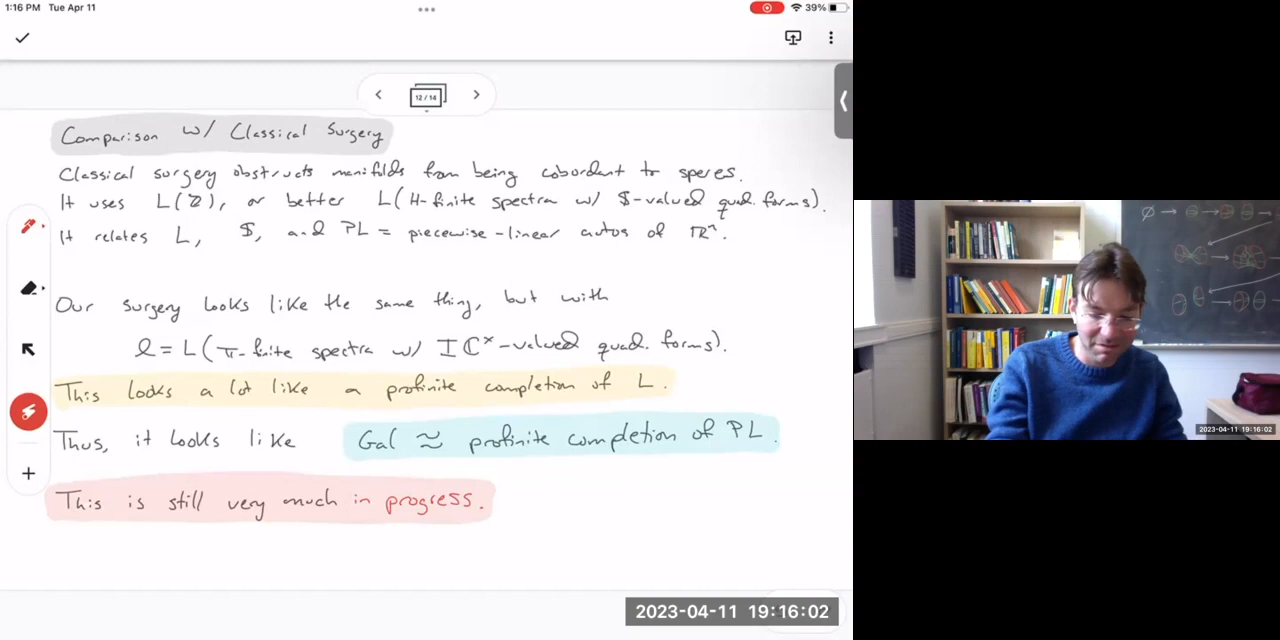 1:16 PM Tue Apr 11
39%
12 / 14
Comparison w/ Classical Surgery
Classical surgery obstructs manifolds from being cobordant to speres.
It uses L(ℤ), or better L(H-finite spectra w/ $-valued quad. forms).
It relates L, $, and PL = piecewise-linear autos of ℝⁿ.
Our surgery looks like the same thing, but with
ℓ = L(π-finite spectra w/ Iℂˣ-valued quad. forms).
This looks a lot like a profinite completion of L.
Thus, it looks like Gal ≈ profinite completion of PL.
This is still very much in progress.
2023-04-11 19:16:02
2023-04-11 19:16:02